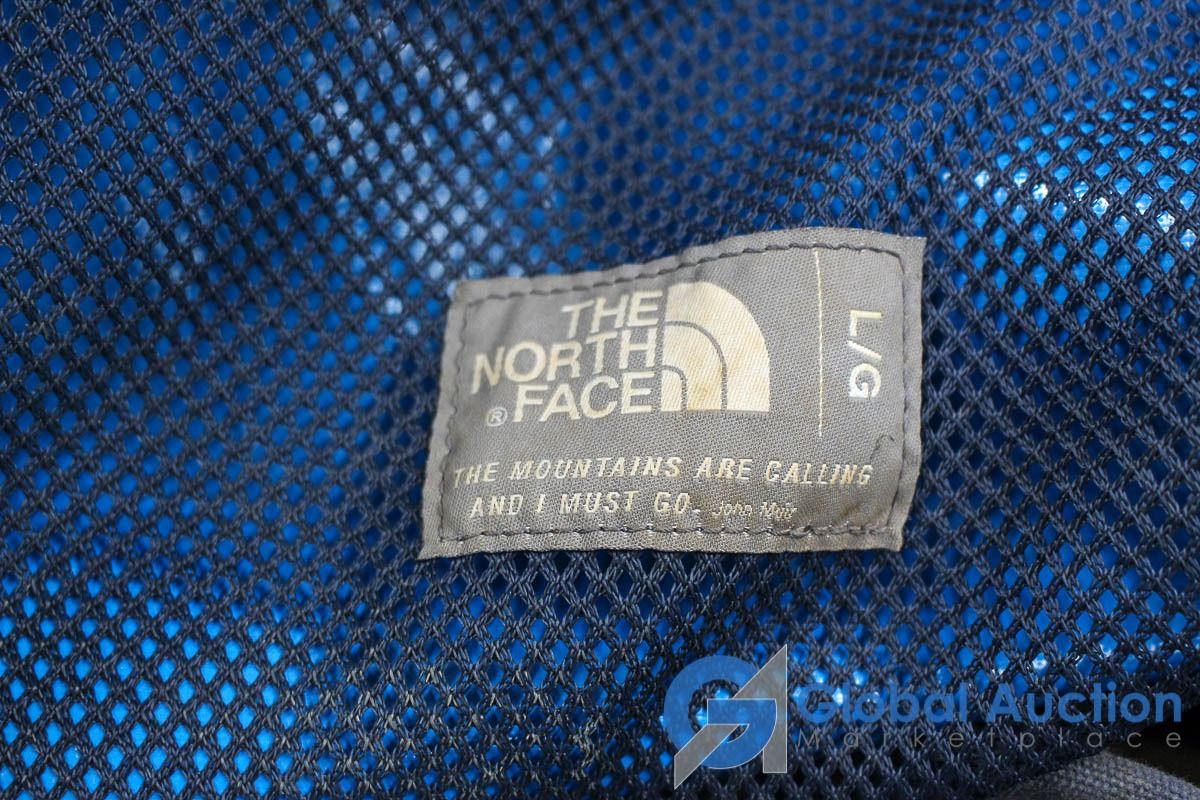 THE
NORTH
® FACE
L/G
THE MOUNTAINS ARE CALLING
AND I MUST GO. John Muir
Global Auction
Marketplace